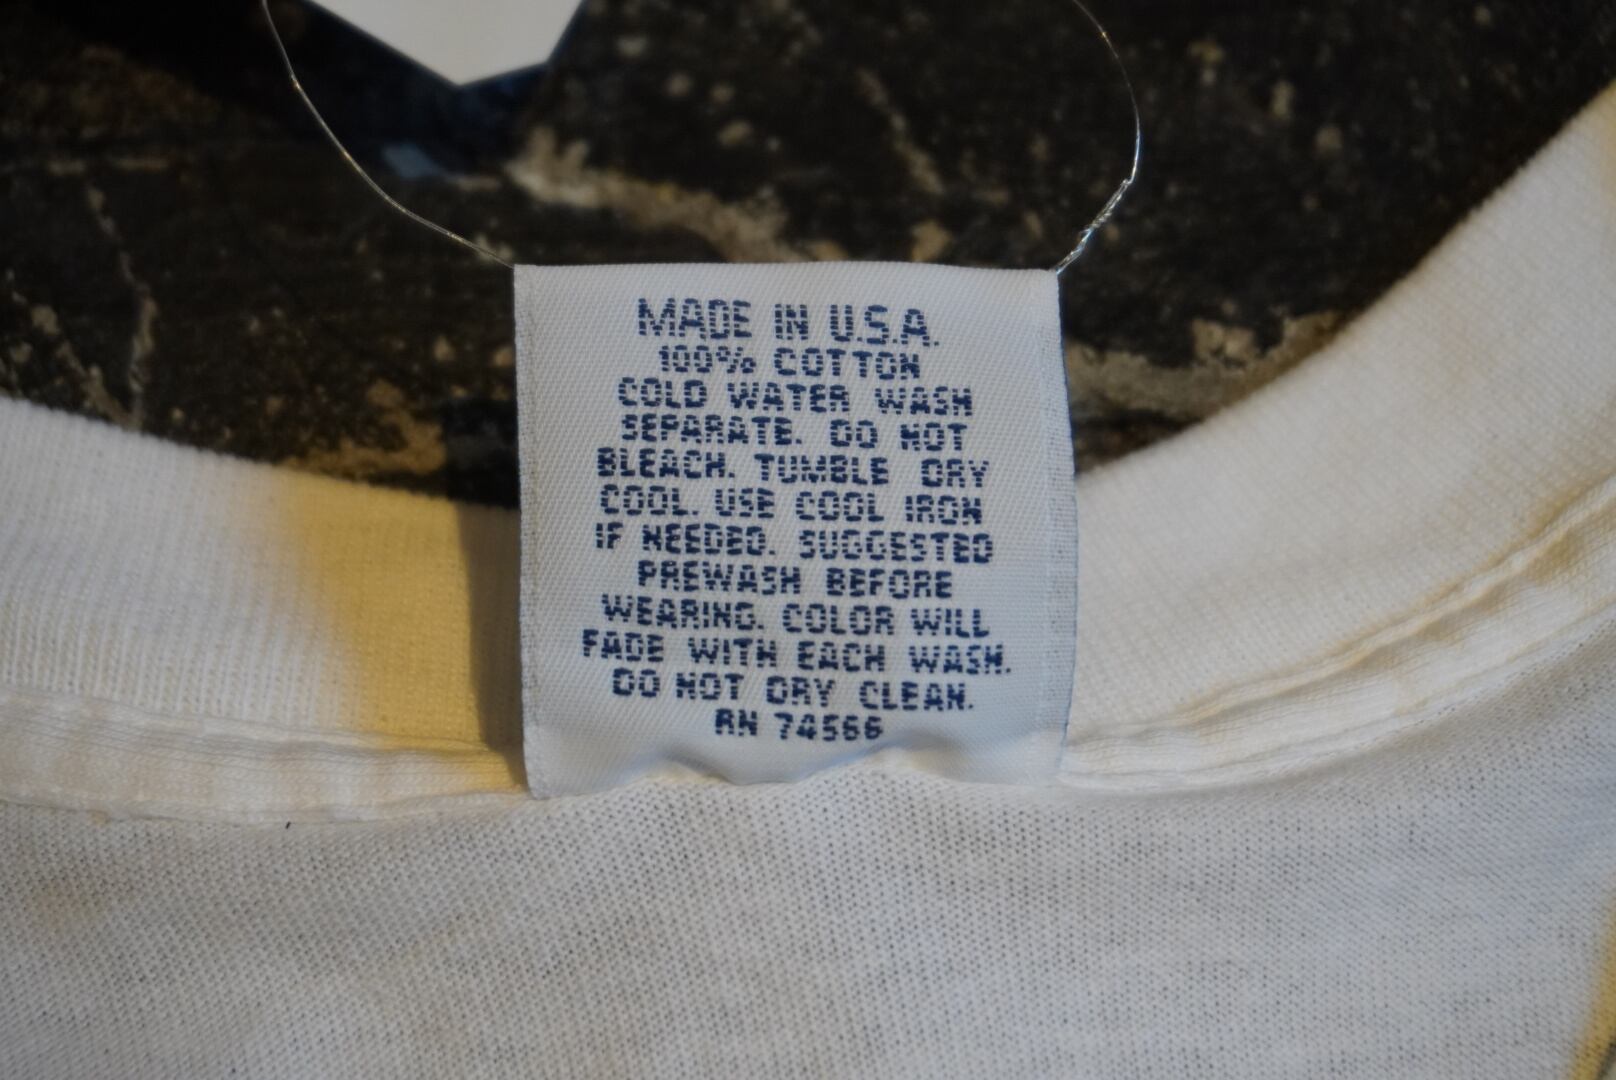 MADE IN U.S.A.
100% COTTON
COLD WATER WASH
SEPARATE. DO NOT
BLEACH. TUMBLE DRY
COOL. USE COOL IRON
IF NEEDED. SUGGESTED
PREWASH BEFORE
WEARING. COLOR WILL
FADE WITH EACH WASH.
DO NOT DRY CLEAN.
RN 74566